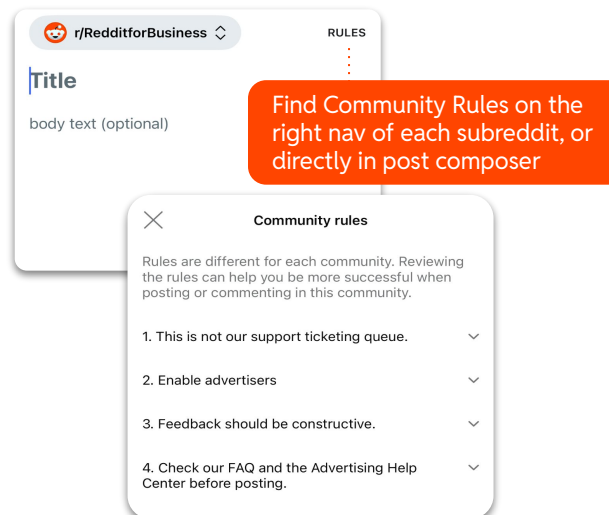 r/RedditforBusiness
RULES
Title
body text (optional)
Find Community Rules on the
right nav of each subreddit, or
directly in post composer
Community rules
Rules are different for each community. Reviewing
the rules can help you be more successful when
posting or commenting in this community.
1. This is not our support ticketing queue.
2. Enable advertisers
3. Feedback should be constructive.
4. Check our FAQ and the Advertising Help
Center before posting.